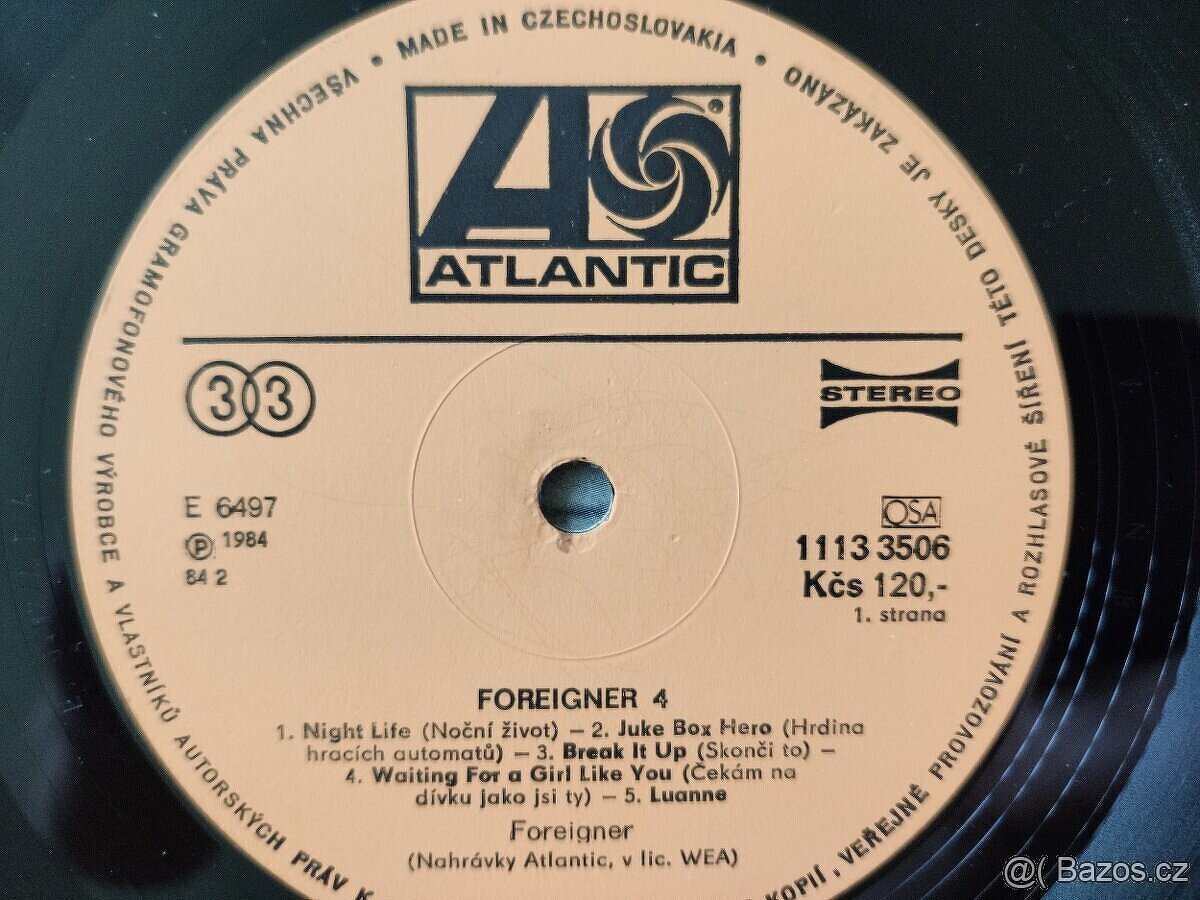 VŠECHNA PRÁVA GRAMOFONOVÉHO VÝROBCE A VLASTNÍKŮ AUTORSKÝCH PRÁV
• MADE IN CZECHOSLOVAKIA •
KOPIÍ, VEŘEJNÉ PROVOZOVÁNÍ A ROZHLASOVÉ ŠÍŘENÍ TÉTO DESKY JE ZAKÁZÁNO
A
®
ATLANTIC
33
STEREO
E 6497
Ⓟ 1984
84 2
OSA
1113 3506
Kčs 120,-
1. strana
FOREIGNER 4
1. Night Life (Noční život) – 2. Juke Box Hero (Hrdina
hracích automatů) – 3. Break It Up (Skonči to) –
4. Waiting For a Girl Like You (Čekám na
dívku jako jsi ty) – 5. Luanne
Foreigner
(Nahrávky Atlantic, v lic. WEA)
@( Bazos.cz